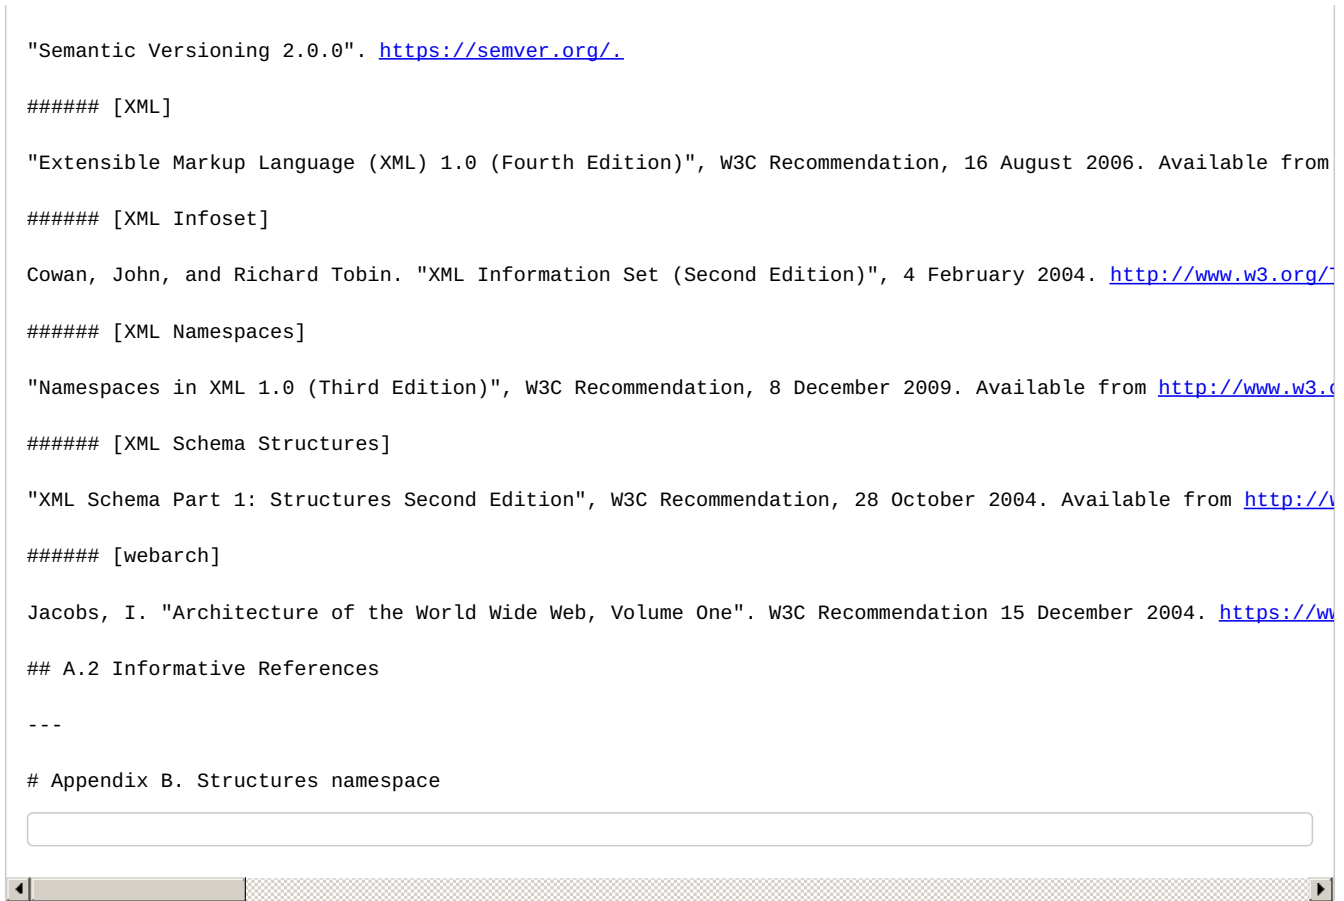 "Semantic Versioning 2.0.0". https://semver.org/.
###### [XML]
"Extensible Markup Language (XML) 1.0 (Fourth Edition)", W3C Recommendation, 16 August 2006. Available from
###### [XML Infoset]
Cowan, John, and Richard Tobin. "XML Information Set (Second Edition)", 4 February 2004. http://www.w3.org/
###### [XML Namespaces]
"Namespaces in XML 1.0 (Third Edition)", W3C Recommendation, 8 December 2009. Available from http://www.w3.
###### [XML Schema Structures]
"XML Schema Part 1: Structures Second Edition", W3C Recommendation, 28 October 2004. Available from http://
###### [webarch]
Jacobs, I. "Architecture of the World Wide Web, Volume One". W3C Recommendation 15 December 2004. https://w
## A.2 Informative References
---
# Appendix B. Structures namespace